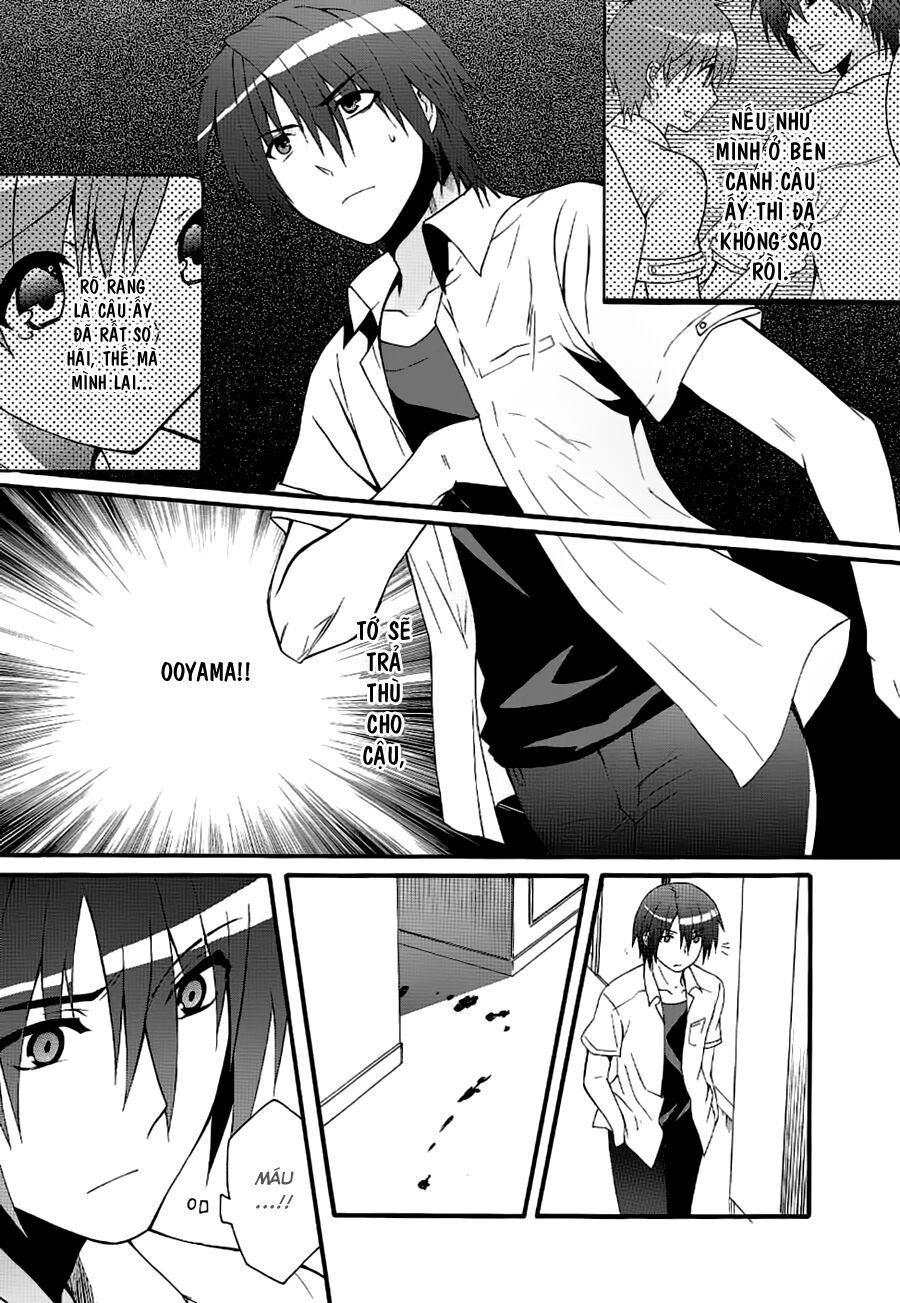 NẾU NHƯ
MÌNH Ở BÊN
CẠNH CẬU
ẤY THÌ ĐÃ
KHÔNG SAO
RỒI.
RÕ RÀNG
LÀ CẬU ẤY
ĐÃ RẤT SỢ
HÃI, THẾ MÀ
MÌNH LẠI...
TỚ SẼ
TRẢ
THÙ
CHO
CẬU,
OOYAMA!!
MÁU
...!!